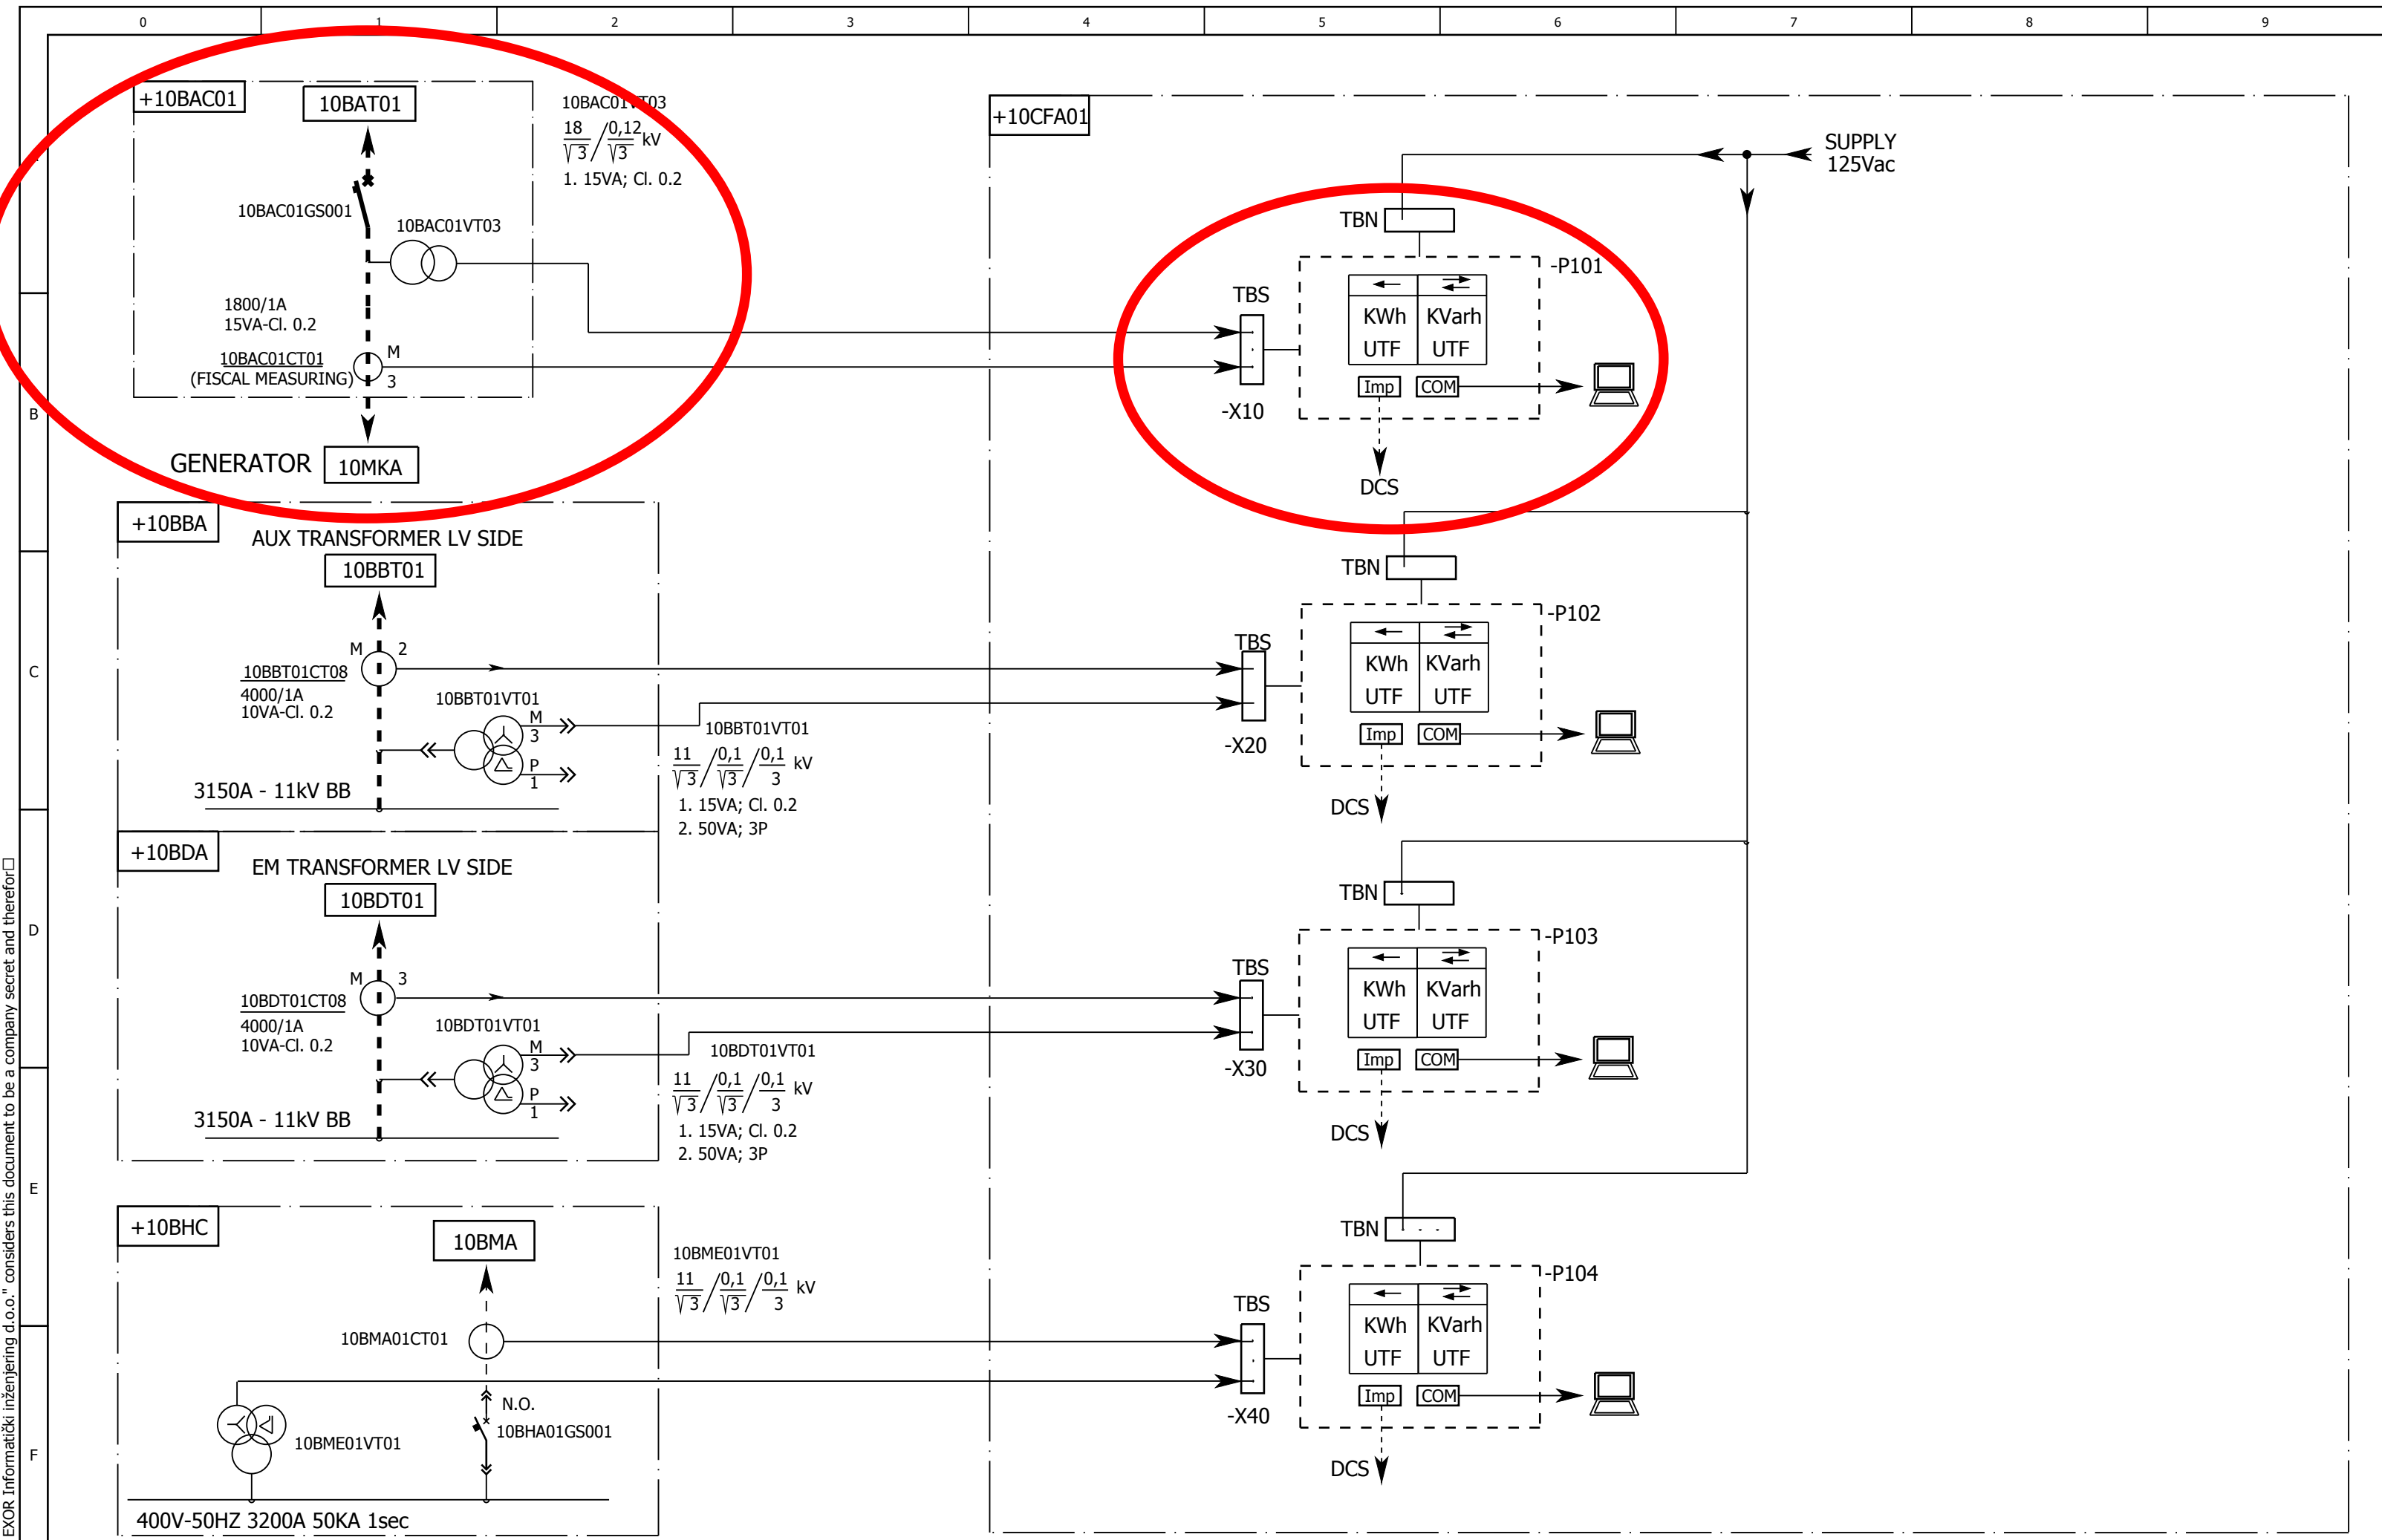 0 1 2 3 4 5 6 7 8 9
+10BAC01
10BAT01
10BAC01VT03
18/√3 / 0,12/√3 kV
1. 15VA; Cl. 0.2
10BAC01GS001
10BAC01VT03
1800/1A
15VA-Cl. 0.2
10BAC01CT01
(FISCAL MEASURING)
M
3
GENERATOR
10MKA
+10CFA01
SUPPLY
125Vac
TBN
-P101
TBS
KWh KVarh
UTF UTF
Imp COM
-X10
DCS
B
+10BBA
AUX TRANSFORMER LV SIDE
10BBT01
M 2
10BBT01CT08
4000/1A
10VA-Cl. 0.2
10BBT01VT01
M
3
P
1
10BBT01VT01
11/√3 / 0,1/√3 / 0,1/3 kV
1. 15VA; Cl. 0.2
2. 50VA; 3P
3150A - 11kV BB
TBN
-P102
TBS
KWh KVarh
UTF UTF
Imp COM
-X20
DCS
C
+10BDA
EM TRANSFORMER LV SIDE
10BDT01
M 3
10BDT01CT08
4000/1A
10VA-Cl. 0.2
10BDT01VT01
M
3
P
1
10BDT01VT01
11/√3 / 0,1/√3 / 0,1/3 kV
1. 15VA; Cl. 0.2
2. 50VA; 3P
3150A - 11kV BB
TBN
-P103
TBS
KWh KVarh
UTF UTF
Imp COM
-X30
DCS
D
E
+10BHC
10BMA
10BME01VT01
11/√3 / 0,1/√3 / 0,1/3 kV
10BMA01CT01
N.O.
10BHA01GS001
10BME01VT01
400V-50HZ 3200A 50KA 1sec
TBN
-P104
TBS
KWh KVarh
UTF UTF
Imp COM
-X40
DCS
F
EXOR Informatički inženjering d.o.o." considers this document to be a company secret and therefor